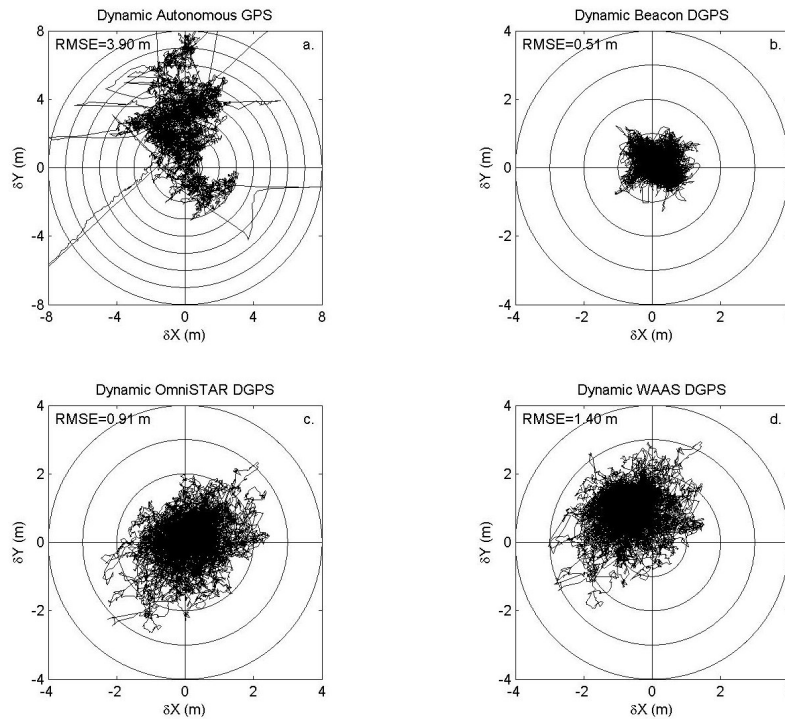 Dynamic Autonomous GPS
RMSE=3.90 m
a.
8
4
0
-4
-8
δY (m)
-8 -4 0 4 8
δX (m)
Dynamic Beacon DGPS
RMSE=0.51 m
b.
4
2
0
-2
-4
δY (m)
-4 -2 0 2
δX (m)
Dynamic OmniSTAR DGPS
RMSE=0.91 m
c.
4
2
0
-2
-4
δY (m)
-4 -2 0 2 4
δX (m)
Dynamic WAAS DGPS
RMSE=1.40 m
d.
4
2
0
-2
-4
δY (m)
-4 -2 0 2
δX (m)